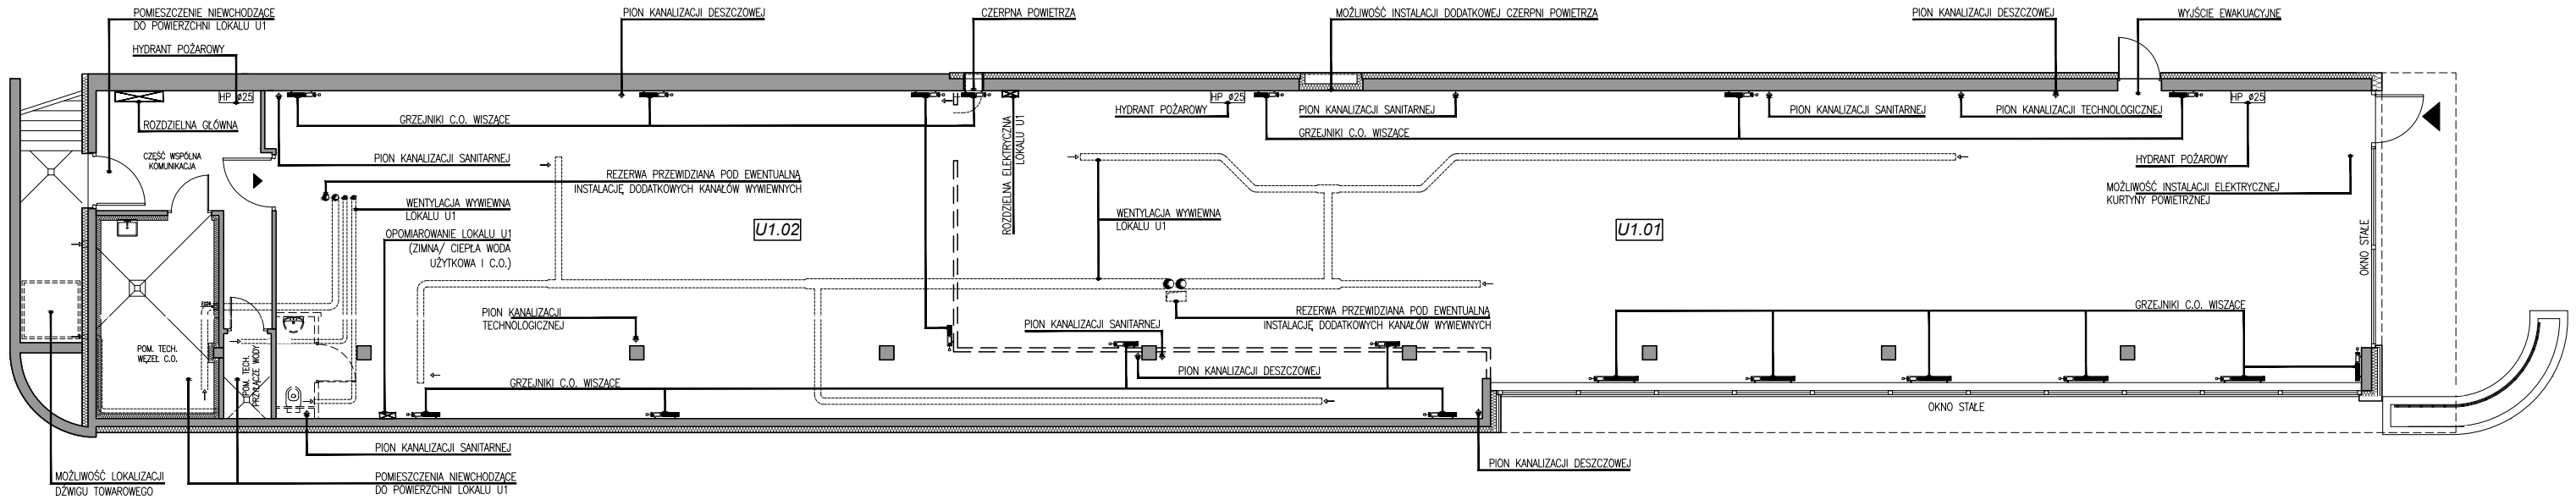 POMIESZCZENIE NIEWCHODZĄCE
DO POWIERZCHNI LOKALU U1
PION KANALIZACJI DESZCZOWEJ
CZERPNA POWIETRZA
MOŻLIWOŚĆ INSTALACJI DODATKOWEJ CZERPNI POWIETRZA
PION KANALIZACJI DESZCZOWEJ
WYJŚCIE EWAKUACYJNE
HYDRANT POŻAROWY
HP ø25
ROZDZIELNA GŁÓWNA
GRZEJNIKI C.O. WISZĄCE
ROZDZIELNA ELEKTRYCZNA
LOKALU U1
HYDRANT POŻAROWY
HP ø25
PION KANALIZACJI SANITARNEJ
GRZEJNIKI C.O. WISZĄCE
PION KANALIZACJI SANITARNEJ
PION KANALIZACJI TECHNOLOGICZNEJ
HP ø25
HYDRANT POŻAROWY
CZĘŚĆ WSPÓLNA
KOMUNIKACJA
PION KANALIZACJI SANITARNEJ
REZERWA PRZEWIDZIANA POD EWENTUALNĄ
INSTALACJĘ DODATKOWYCH KANAŁÓW WYWIEWNYCH
MOŻLIWOŚĆ INSTALACJI ELEKTRYCZNEJ
KURTYNY POWIETRZNEJ
WENTYLACJA WYWIEWNA
LOKALU U1
U1.02
WENTYLACJA WYWIEWNA
LOKALU U1
U1.01
OPOMIAROWANIE LOKALU U1
(ZIMNA/ CIEPŁA WODA
UŻYTKOWA I C.O.)
OKNO STAŁE
PION KANALIZACJI
TECHNOLOGICZNEJ
PION KANALIZACJI SANITARNEJ
REZERWA PRZEWIDZIANA POD EWENTUALNĄ
INSTALACJĘ DODATKOWYCH KANAŁÓW WYWIEWNYCH
GRZEJNIKI C.O. WISZĄCE
POM. TECH.
WĘZEŁ C.O.
POM. TECH.
PRZYŁĄCZE WODY
GRZEJNIKI C.O. WISZĄCE
PION KANALIZACJI DESZCZOWEJ
OKNO STAŁE
PION KANALIZACJI SANITARNEJ
PION KANALIZACJI DESZCZOWEJ
MOŻLIWOŚĆ LOKALIZACJI
DŹWIGU TOWAROWEGO
POMIESZCZENIA NIEWCHODZĄCE
DO POWIERZCHNI LOKALU U1